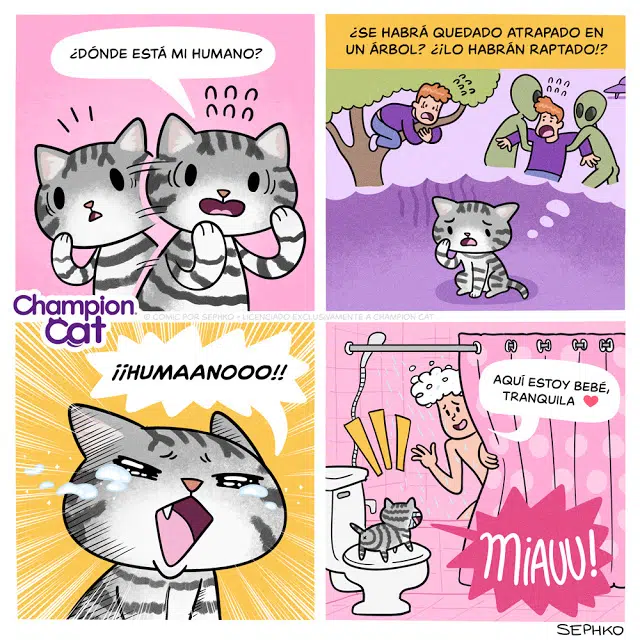 ¿DÓNDE ESTÁ MI HUMANO?
¿SE HABRÁ QUEDADO ATRAPADO EN
UN ÁRBOL? ¿¡LO HABRÁN RAPTADO!?
Champion
Cat
© COMIC POR SEPHKO • LICENCIADO EXCLUSIVAMENTE A CHAMPION CAT
¡¡HUMAANOOO!!
AQUÍ ESTOY BEBÉ,
TRANQUILA
MIAUU!
SEPHKO